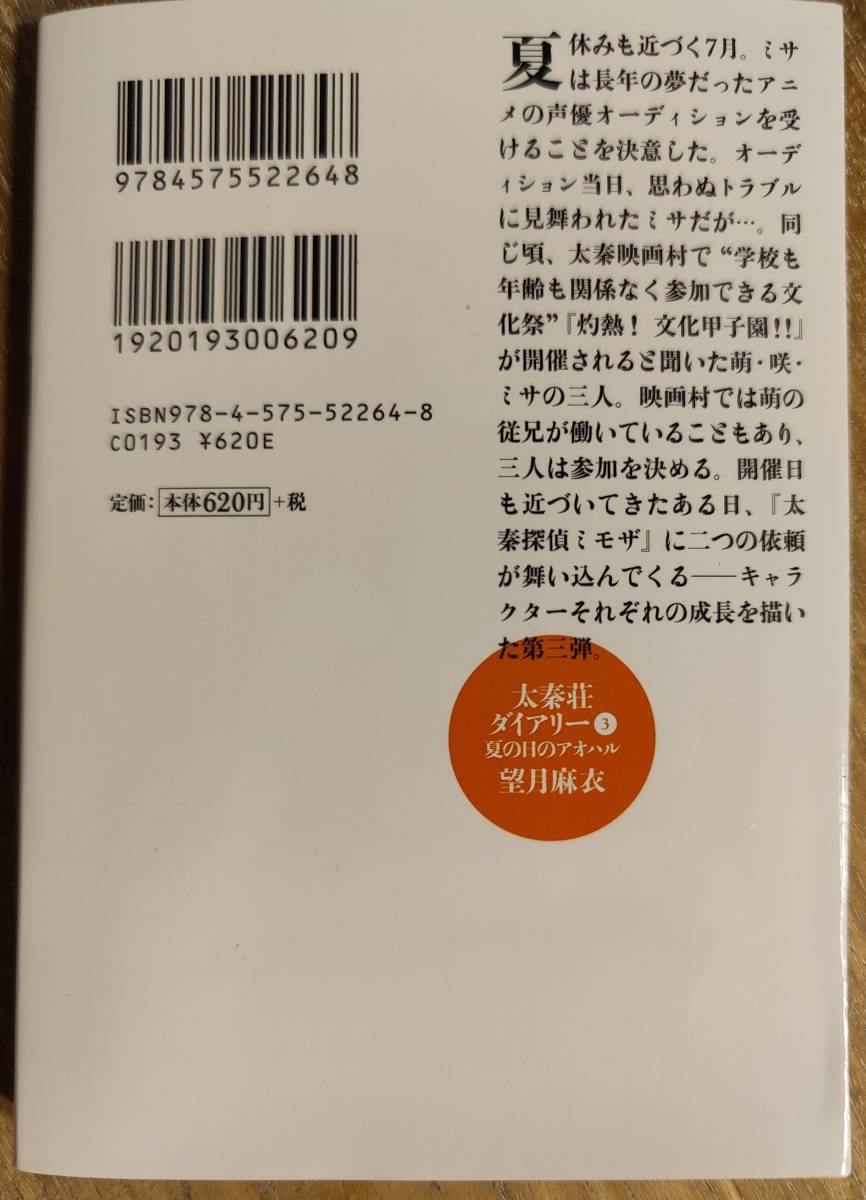 9784575522648
1920193006209
ISBN978-4-575-52264-8
C0193 ¥620E
定価：本体620円+税
夏休みも近づく7月。ミサ
は長年の夢だったアニ
メの声優オーディションを受
けることを決意した。オーデ
ィション当日、思わぬトラブル
に見舞われたミサだが…。同
じ頃、太秦映画村で“学校も
年齢も関係なく参加できる文
化祭”『灼熱！ 文化甲子園!!』
が開催されると聞いた萌・咲・
ミサの三人。映画村では萌の
従兄が働いていることもあり、
三人は参加を決める。開催日
も近づいてきたある日、『太
秦探偵ミモザ』に二つの依頼
が舞い込んでくる――キャラ
クターそれぞれの成長を描い
た第三弾。
太秦荘
ダイアリー3
夏の日のアオハル
望月麻衣